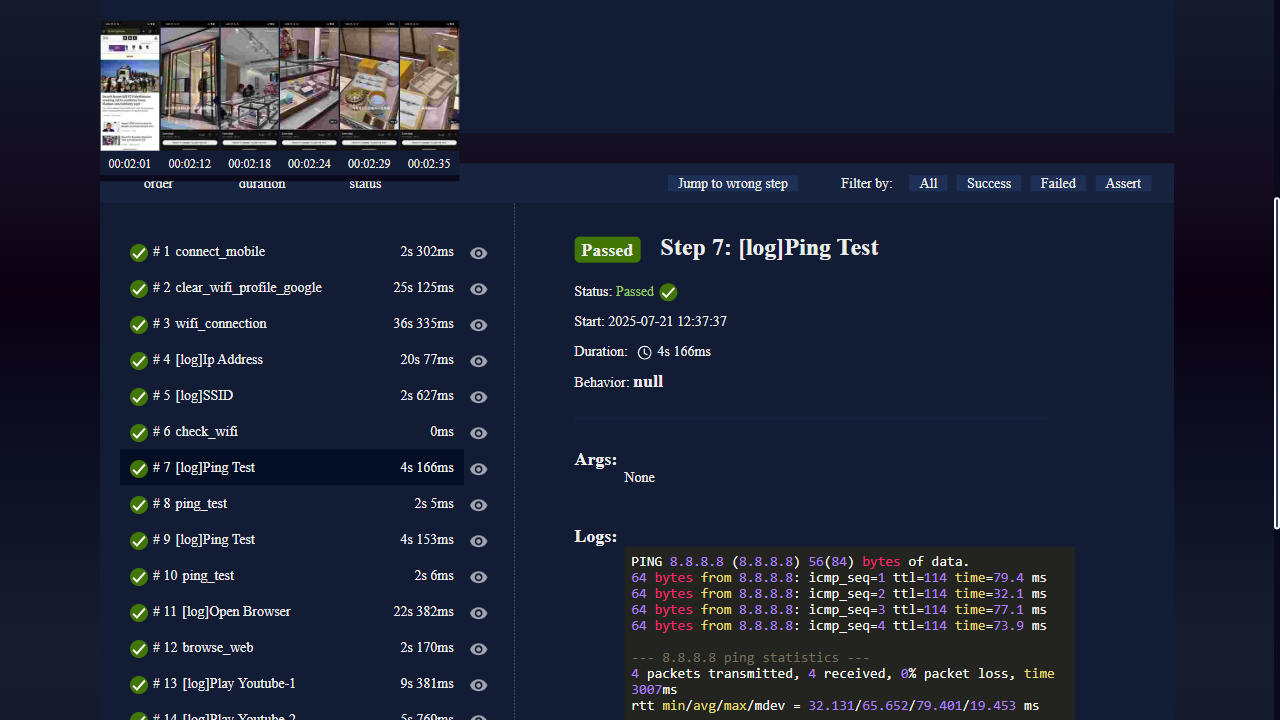 00:02:01 00:02:12 00:02:18 00:02:24 00:02:29 00:02:35
order duration status
Jump to wrong step Filter by: All Success Failed Assert
# 1 connect_mobile 2s 302ms
# 2 clear_wifi_profile_google 25s 125ms
# 3 wifi_connection 36s 335ms
# 4 [log]Ip Address 20s 77ms
# 5 [log]SSID 2s 627ms
# 6 check_wifi 0ms
# 7 [log]Ping Test 4s 166ms
# 8 ping_test 2s 5ms
# 9 [log]Ping Test 4s 153ms
# 10 ping_test 2s 6ms
# 11 [log]Open Browser 22s 382ms
# 12 browse_web 2s 170ms
# 13 [log]Play Youtube-1 9s 381ms
# 14 [log]Play Youtube-2 5s 769ms
Passed Step 7: [log]Ping Test
Status: Passed
Start: 2025-07-21 12:37:37
Duration: 4s 166ms
Behavior: null
Args:
None
Logs:
PING 8.8.8.8 (8.8.8.8) 56(84) bytes of data.
64 bytes from 8.8.8.8: icmp_seq=1 ttl=114 time=79.4 ms
64 bytes from 8.8.8.8: icmp_seq=2 ttl=114 time=32.1 ms
64 bytes from 8.8.8.8: icmp_seq=3 ttl=114 time=77.1 ms
64 bytes from 8.8.8.8: icmp_seq=4 ttl=114 time=73.9 ms
--- 8.8.8.8 ping statistics ---
4 packets transmitted, 4 received, 0% packet loss, time
3007ms
rtt min/avg/max/mdev = 32.131/65.652/79.401/19.453 ms